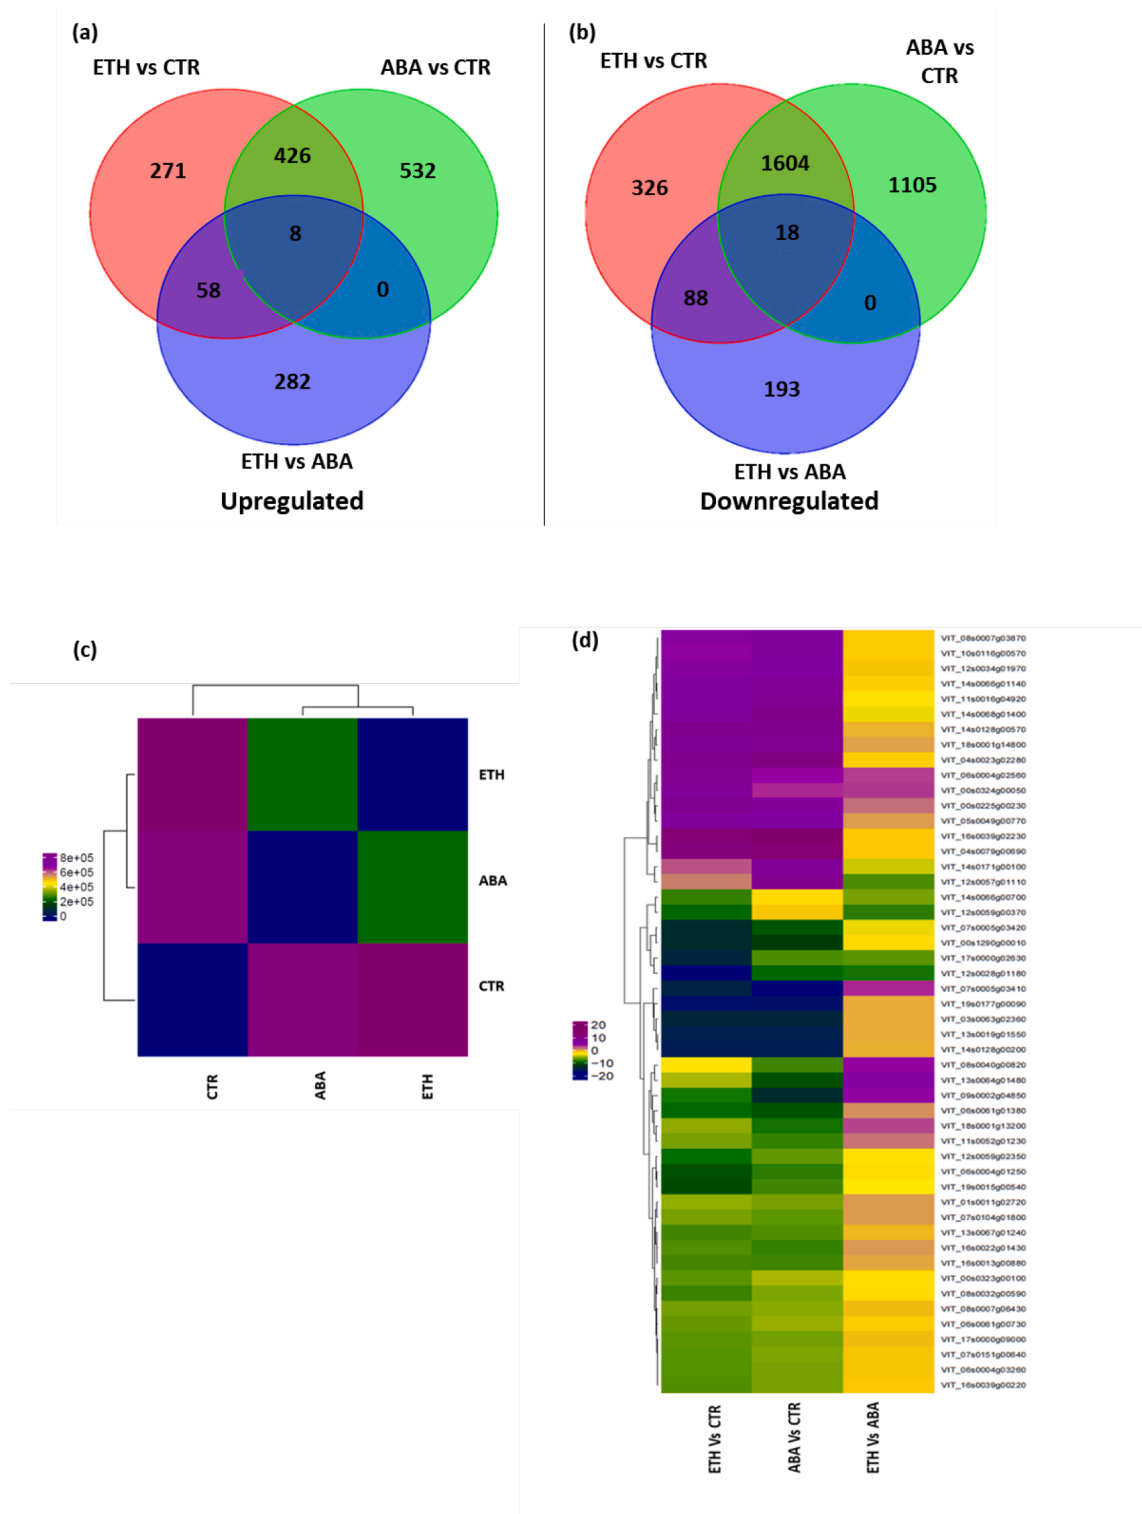 (a)
ETH vs CTR
ABA vs CTR
271
426
532
8
58
0
282
ETH vs ABA
Upregulated
(b)
ETH vs CTR
ABA vs
CTR
326
1604
1105
18
88
0
193
ETH vs ABA
Downregulated
(c)
ETH
ABA
CTR
8e+05
6e+05
4e+05
2e+05
0
CTR
ABA
ETH
(d)
VIT_08s0007g03870
VIT_10s0116g00570
VIT_12s0034g01970
VIT_14s0066g01140
VIT_11s0016g04920
VIT_14s0068g01400
VIT_14s0128g00570
VIT_18s0001g14800
VIT_04s0023g02280
VIT_06s0004g02560
VIT_00s0324g00050
VIT_00s0225g00230
VIT_05s0049g00770
VIT_16s0039g02230
VIT_04s0079g00690
VIT_14s0171g00100
VIT_12s0057g01110
VIT_14s0066g00700
VIT_12s0059g00370
VIT_07s0005g03420
VIT_00s1290g00010
VIT_17s0000g02630
VIT_12s0028g01180
VIT_07s0005g03410
VIT_19s0177g00090
VIT_03s0063g02360
VIT_13s0019g01550
VIT_14s0128g00200
VIT_08s0040g00820
VIT_13s0064g01480
VIT_09s0002g04850
VIT_06s0061g01380
VIT_18s0001g13200
VIT_11s0052g01230
VIT_12s0059g02350
VIT_06s0004g01250
VIT_19s0015g00540
VIT_01s0011g02720
VIT_07s0104g01800
VIT_13s0067g01240
VIT_16s0022g01430
VIT_16s0013g00880
VIT_00s0323g00100
VIT_08s0032g00590
VIT_08s0007g06430
VIT_06s0061g00730
VIT_17s0000g09000
VIT_07s0151g00640
VIT_06s0004g03260
VIT_16s0039g00220
20
10
0
−10
−20
ETH Vs CTR
ABA Vs CTR
ETH Vs ABA